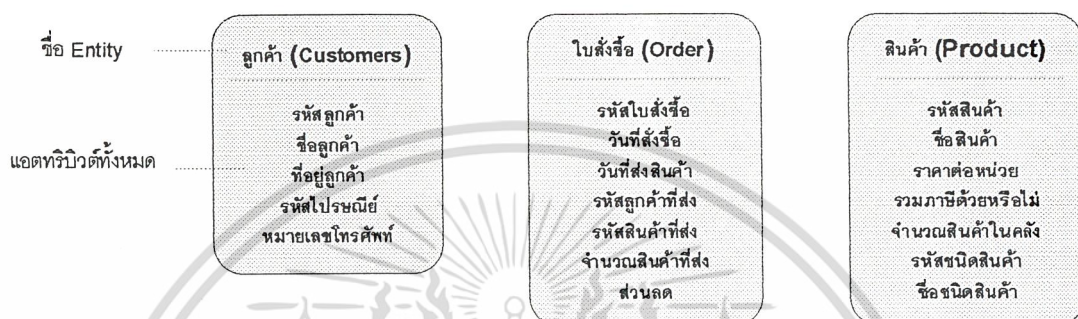 ชื่อ Entity
ลูกค้า (Customers)
ใบสั่งซื้อ (Order)
สินค้า (Product)
แอตทริบิวต์ทั้งหมด
รหัสลูกค้า
ชื่อลูกค้า
ที่อยู่ลูกค้า
รหัสไปรษณีย์
หมายเลขโทรศัพท์
รหัสใบสั่งซื้อ
วันที่สั่งซื้อ
วันที่ส่งสินค้า
รหัสลูกค้าที่ส่ง
รหัสสินค้าที่ส่ง
จำนวณสินค้าที่ส่ง
ส่วนลด
รหัสสินค้า
ชื่อสินค้า
ราคาต่อหน่วย
รวมภาษีด้วยหรือไม่
จำนวณสินค้าในคลัง
รหัสชนิดสินค้า
ชื่อชนิดสินค้า